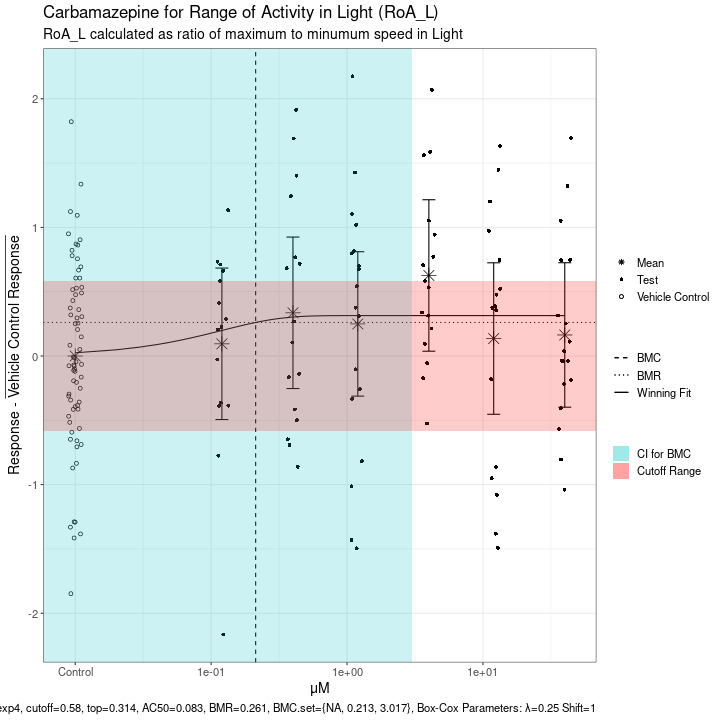 Carbamazepine for Range of Activity in Light (RoA_L)
RoA_L calculated as ratio of maximum to minumum speed in Light
Response - Vehicle Control Response
2
1
0
-1
-2
Control
1e-01
1e+00
1e+01
μM
Mean
Test
Vehicle Control
BMC
BMR
Winning Fit
CI for BMC
Cutoff Range
exp4, cutoff=0.58, top=0.314, AC50=0.083, BMR=0.261, BMC.set={NA, 0.213, 3.017}, Box-Cox Parameters: λ=0.25 Shift=1